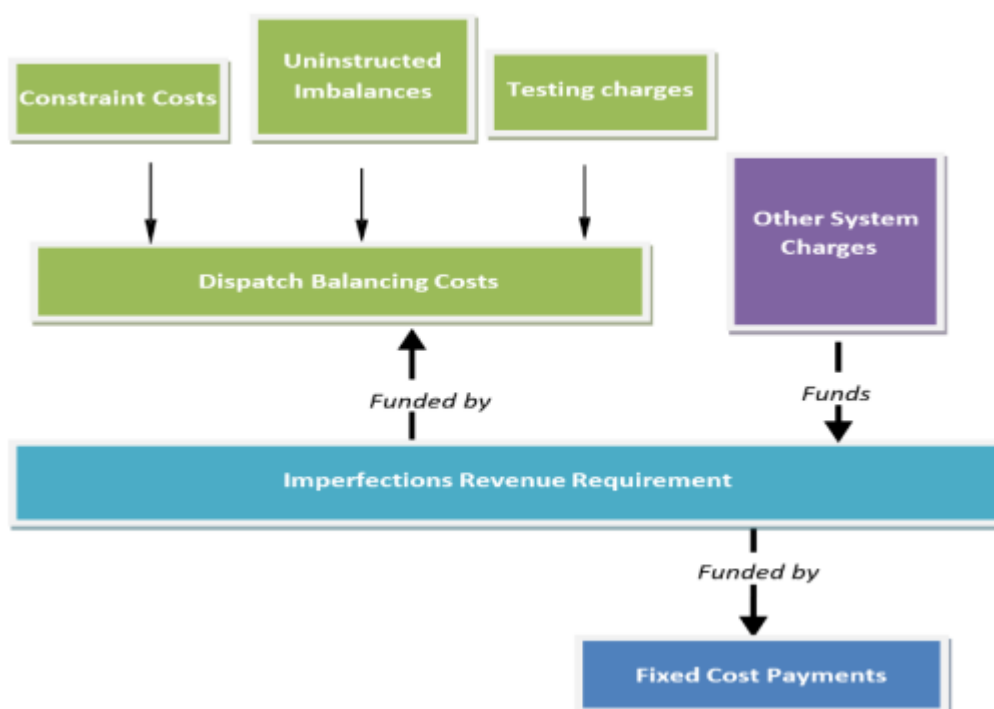 Constraint Costs
Uninstructed
Imbalances
Testing charges
Other System
Charges
Dispatch Balancing Costs
Funded by
Funds
Imperfections Revenue Requirement
Funded by
Fixed Cost Payments